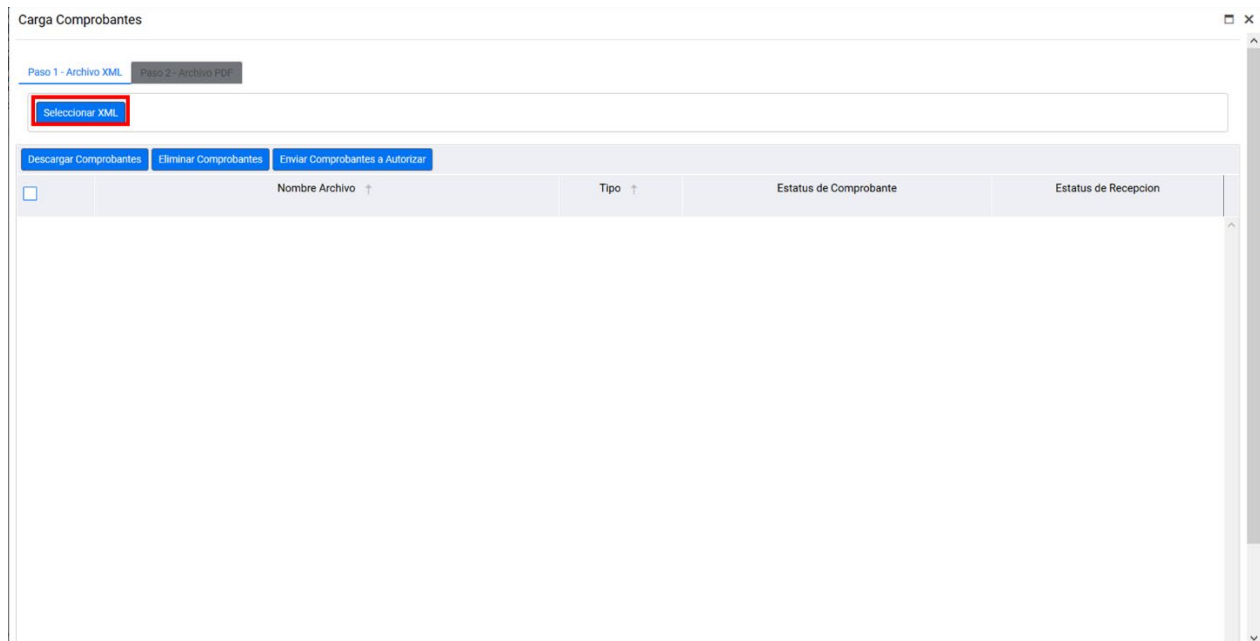 Carga Comprobantes
Paso 1 - Archivo XML Paso 2 - Archivo PDF
Seleccionar XML
Descargar Comprobantes Eliminar Comprobantes Enviar Comprobantes a Autorizar
Nombre Archivo ↑ Tipo ↑ Estatus de Comprobante Estatus de Recepcion